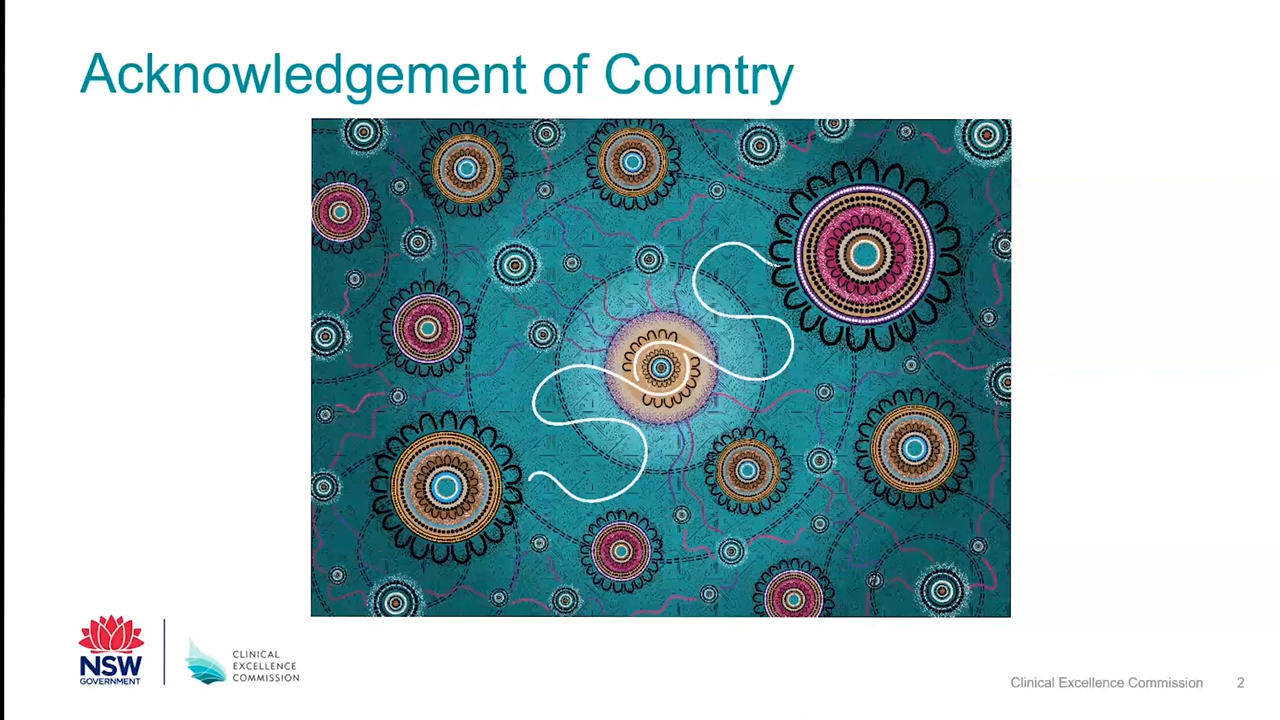 Acknowledgement of Country
NSW
GOVERNMENT
CLINICAL
EXCELLENCE
COMMISSION
Clinical Excellence Commission 2